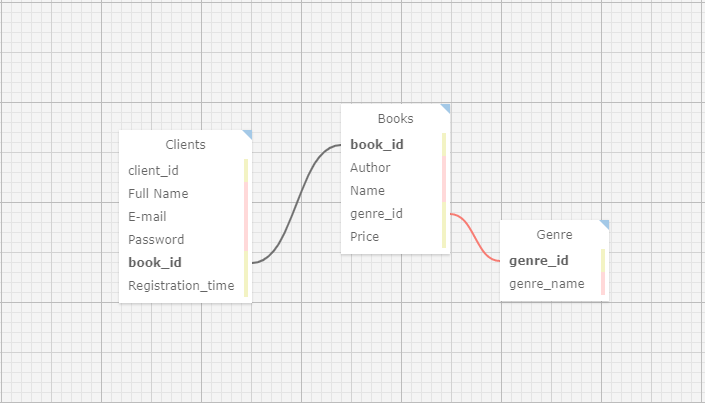 Clients
client_id
Full Name
E-mail
Password
book_id
Registration_time
Books
book_id
Author
Name
genre_id
Price
Genre
genre_id
genre_name